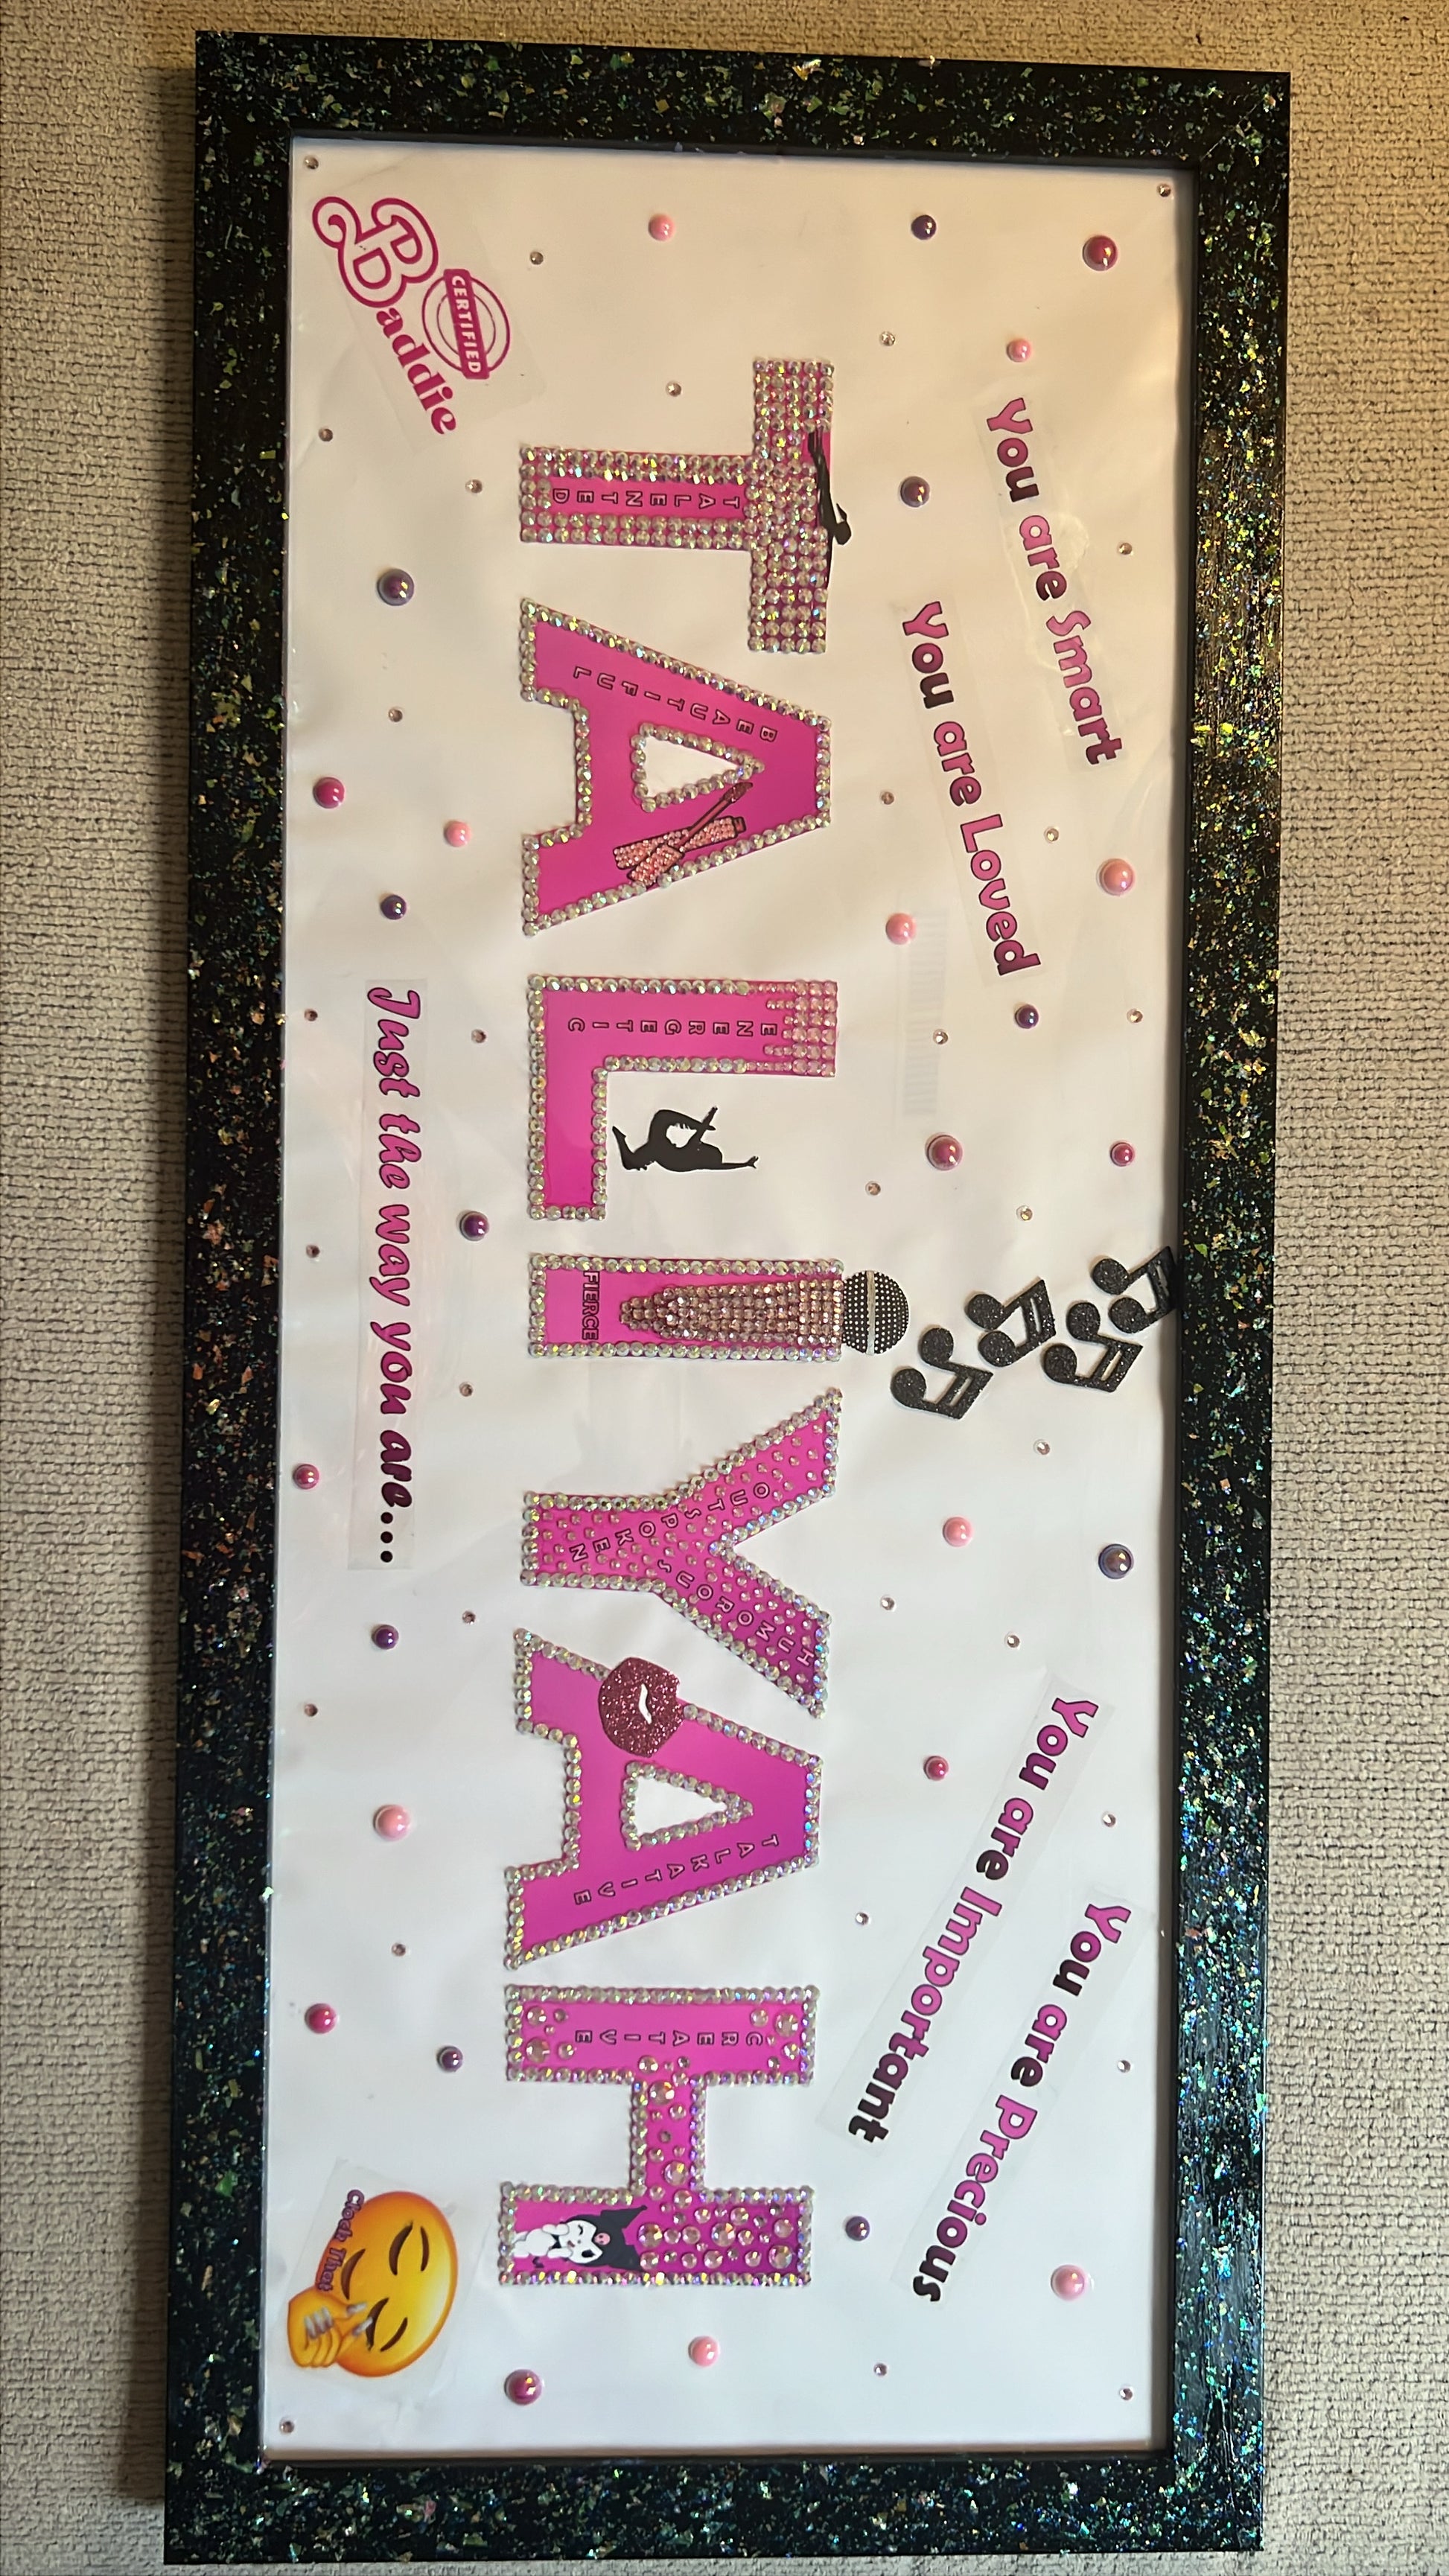 You are Smart
You are Loved
You are Important
You are Precious
TALIYAH
TALENTED
BEAUTIFUL
ENERGETIC
FIERCE
OUTSPOKEN
HUMOROUS
TALKATIVE
CREATIVE
CERTIFIED
Baddie
Just the way you are....
Clock That